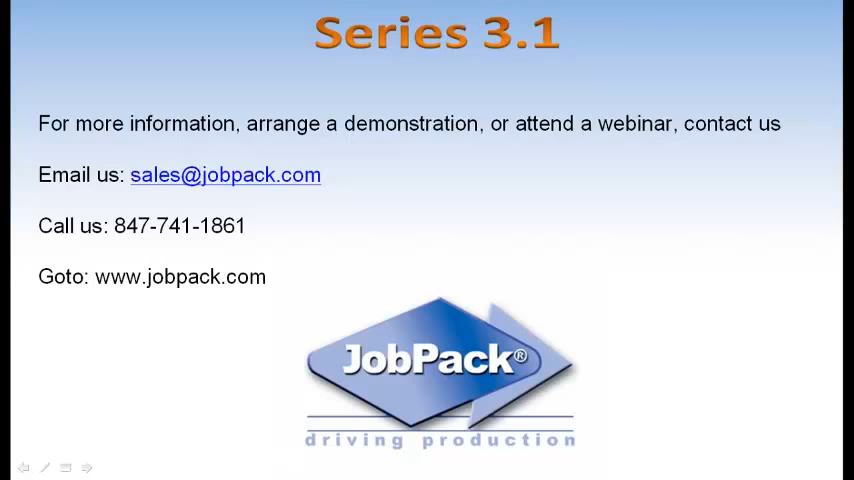 Series 3.1
For more information, arrange a demonstration, or attend a webinar, contact us
Email us: sales@jobpack.com
Call us: 847-741-1861
Goto: www.jobpack.com
JobPack®
driving production